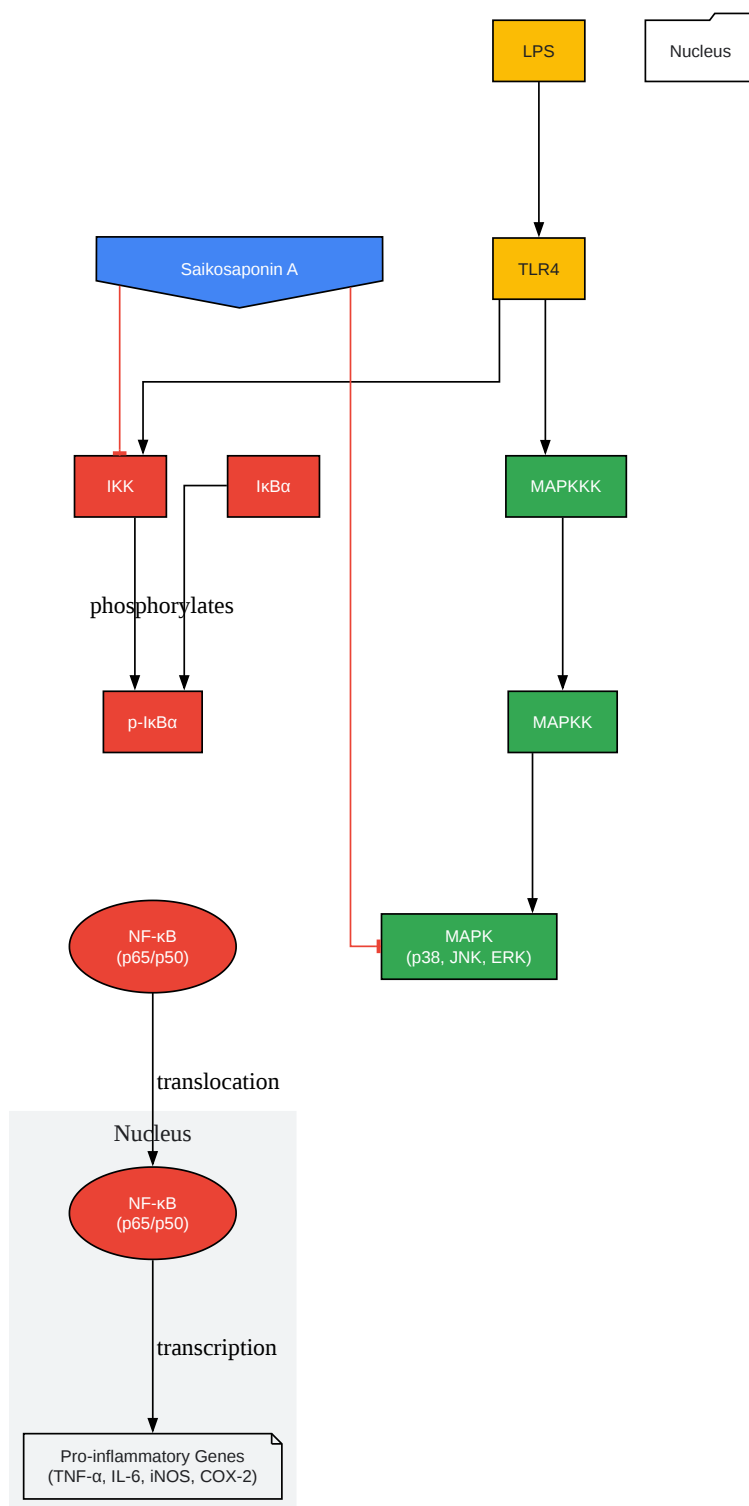 LPS
Nucleus
Saikosaponin A
TLR4
IKK
IκBα
MAPKKK
phosphorylates
p-IκBα
MAPKK
NF-κB
(p65/p50)
MAPK
(p38, JNK, ERK)
translocation
Nucleus
NF-κB
(p65/p50)
transcription
Pro-inflammatory Genes
(TNF-α, IL-6, iNOS, COX-2)